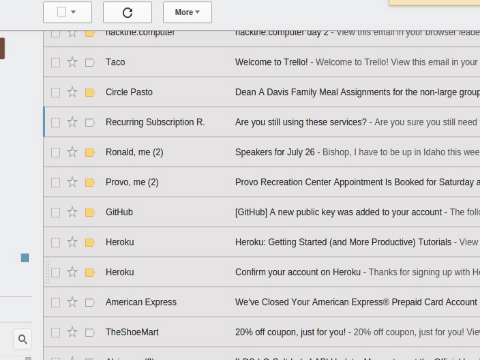 More
hackthe.computer hackthe.computer day 2 - View this email in your browser
Taco Welcome to Trello! - Welcome to Trello! View this email in your
Circle Pasto Dean A Davis Family Meal Assignments for the non-large group
Recurring Subscription R. Are you still using these services? - Are you sure you still need
Ronald, me (2) Speakers for July 26 - Bishop, I have to be up in Idaho this wee
Provo, me (2) Provo Recreation Center Appointment Is Booked for Saturday a
GitHub [GitHub] A new public key was added to your account - The follo
Heroku Heroku: Getting Started (and More Productive) Tutorials - View
Heroku Confirm your account on Heroku - Thanks for signing up with He
American Express We've Closed Your American Express® Prepaid Card Account
TheShoeMart 20% off coupon, just for you! - 20% off coupon, just for you! Vie